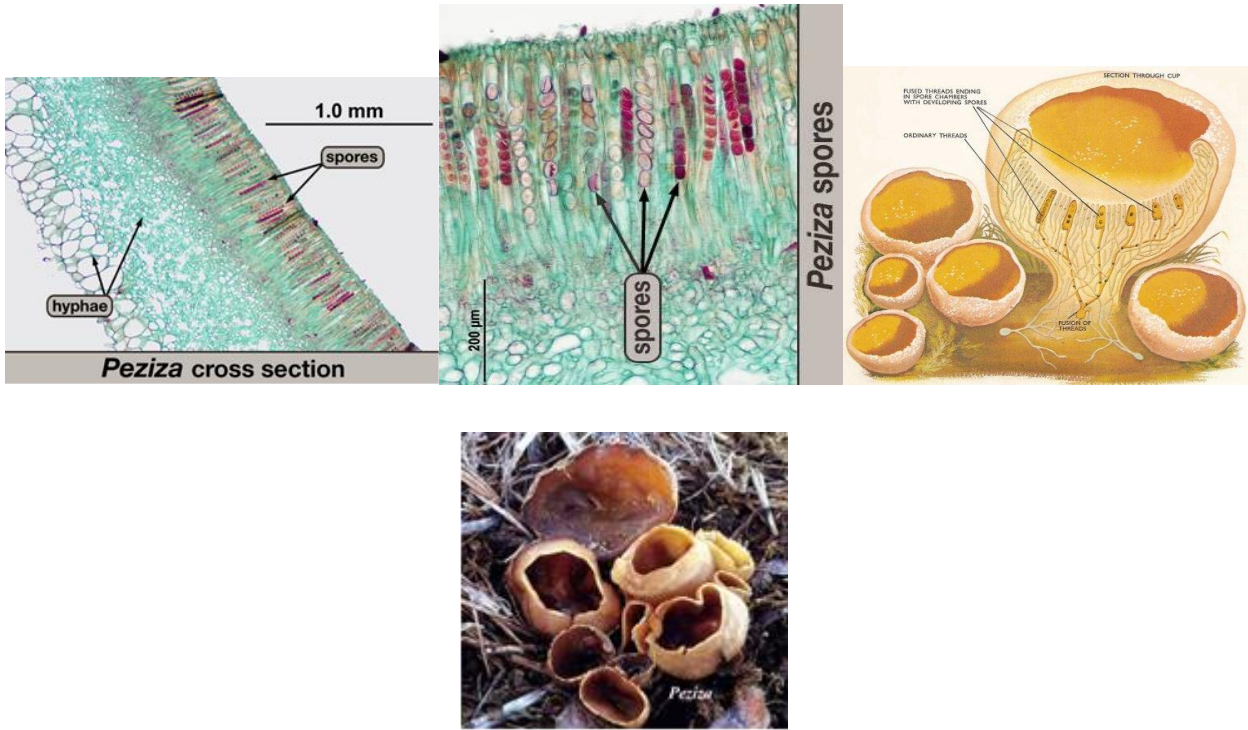 1.0 mm
spores
hyphae
Peziza cross section
200 µm
spores
Peziza spores
SECTION THROUGH CUP
FUSED THREADS ENDING
IN SPORE CHAMBERS
WITH DEVELOPING SPORES
ORDINARY THREADS
FUSION OF
THREADS
Peziza